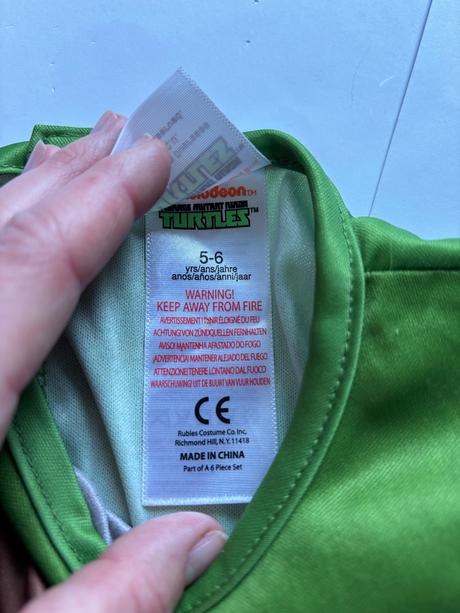 lodeon™
MUTANT NINJA
TURTLES™
5-6
yrs/ans/jahre
anos/años/anni/jaar
WARNING!
KEEP AWAY FROM FIRE
AVERTISSEMENT ! TENIR ÉLOIGNÉ DU FEU
ACHTUNG! VON ZÜNDQUELLEN FERNHALTEN
AVISO! MANTENHA AFASTADO DO FOGO
¡ADVERTENCIA! MANTENER ALEJADO DEL FUEGO
ATTENZIONE TENERE LONTANO DAL FUOCO
WAARSCHUWING! UIT DE BUURT VAN VUUR HOUDEN
CE
Rubies Costume Co. Inc.
Richmond Hill, N.Y. 11418
MADE IN CHINA
Part of A 6 Piece Set